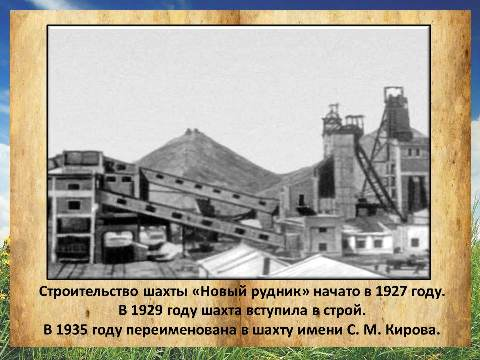 Строительство шахты «Новый рудник» начато в 1927 году.
В 1929 году шахта вступила в строй.
В 1935 году переименована в шахту имени С. М. Кирова.